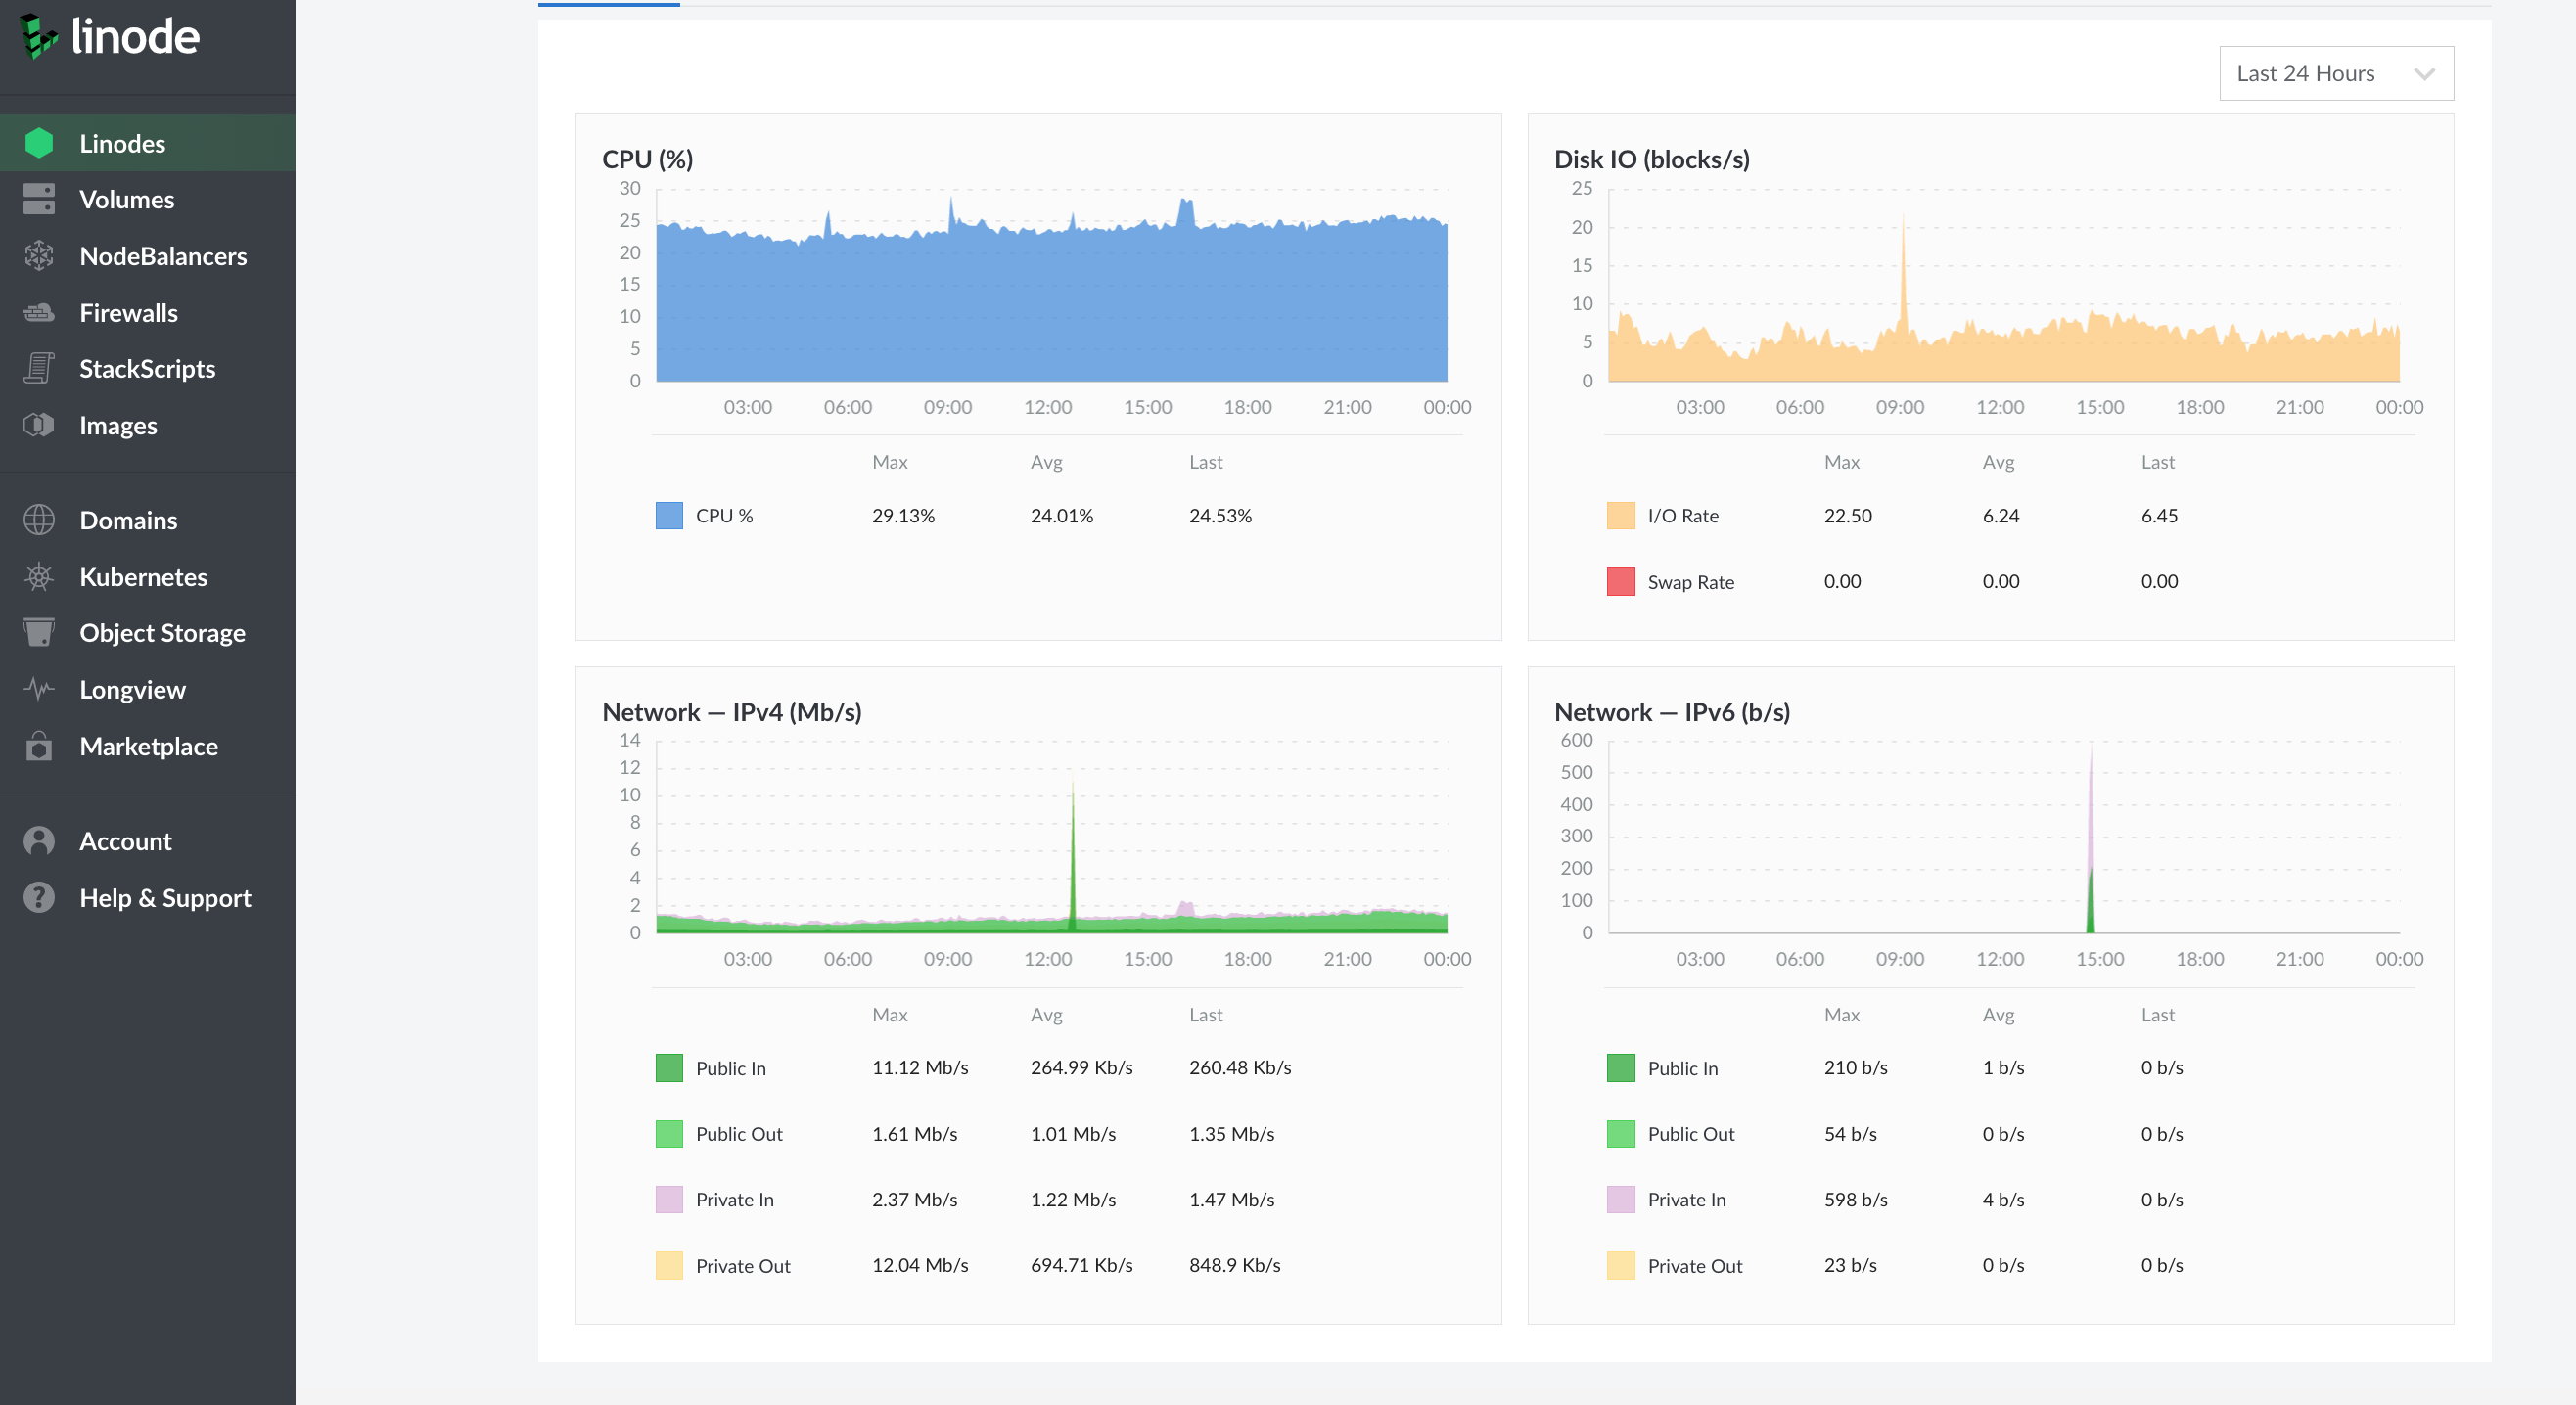 linode
Linodes
Volumes
NodeBalancers
Firewalls
StackScripts
Images
Domains
Kubernetes
Object Storage
Longview
Marketplace
Account
Help & Support
Last 24 Hours
CPU (%)
30
25
20
15
10
5
0
03:00 06:00 09:00 12:00 15:00 18:00 21:00 00:00
Max Avg Last
CPU % 29.13% 24.01% 24.53%
Disk IO (blocks/s)
25
20
15
10
5
0
03:00 06:00 09:00 12:00 15:00 18:00 21:00 00:00
Max Avg Last
I/O Rate 22.50 6.24 6.45
Swap Rate 0.00 0.00 0.00
Network — IPv4 (Mb/s)
14
12
10
8
6
4
2
0
03:00 06:00 09:00 12:00 15:00 18:00 21:00 00:00
Max Avg Last
Public In 11.12 Mb/s 264.99 Kb/s 260.48 Kb/s
Public Out 1.61 Mb/s 1.01 Mb/s 1.35 Mb/s
Private In 2.37 Mb/s 1.22 Mb/s 1.47 Mb/s
Private Out 12.04 Mb/s 694.71 Kb/s 848.9 Kb/s
Network — IPv6 (b/s)
600
500
400
300
200
100
0
03:00 06:00 09:00 12:00 15:00 18:00 21:00 00:00
Max Avg Last
Public In 210 b/s 1 b/s 0 b/s
Public Out 54 b/s 0 b/s 0 b/s
Private In 598 b/s 4 b/s 0 b/s
Private Out 23 b/s 0 b/s 0 b/s